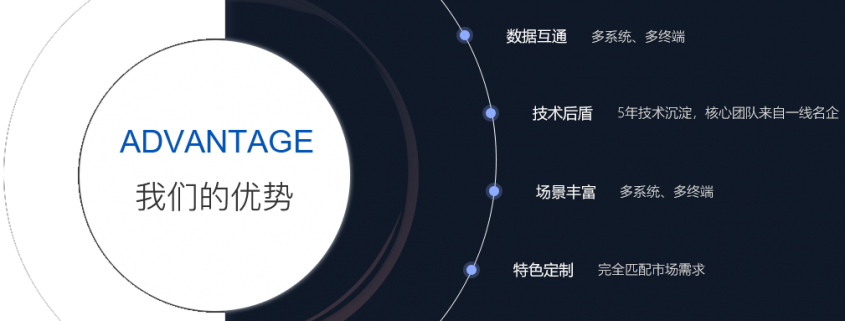 ADVANTAGE
我们的优势
数据互通 多系统、多终端
技术后盾 5年技术沉淀，核心团队来自一线名企
场景丰富 多系统、多终端
特色定制 完全匹配市场需求